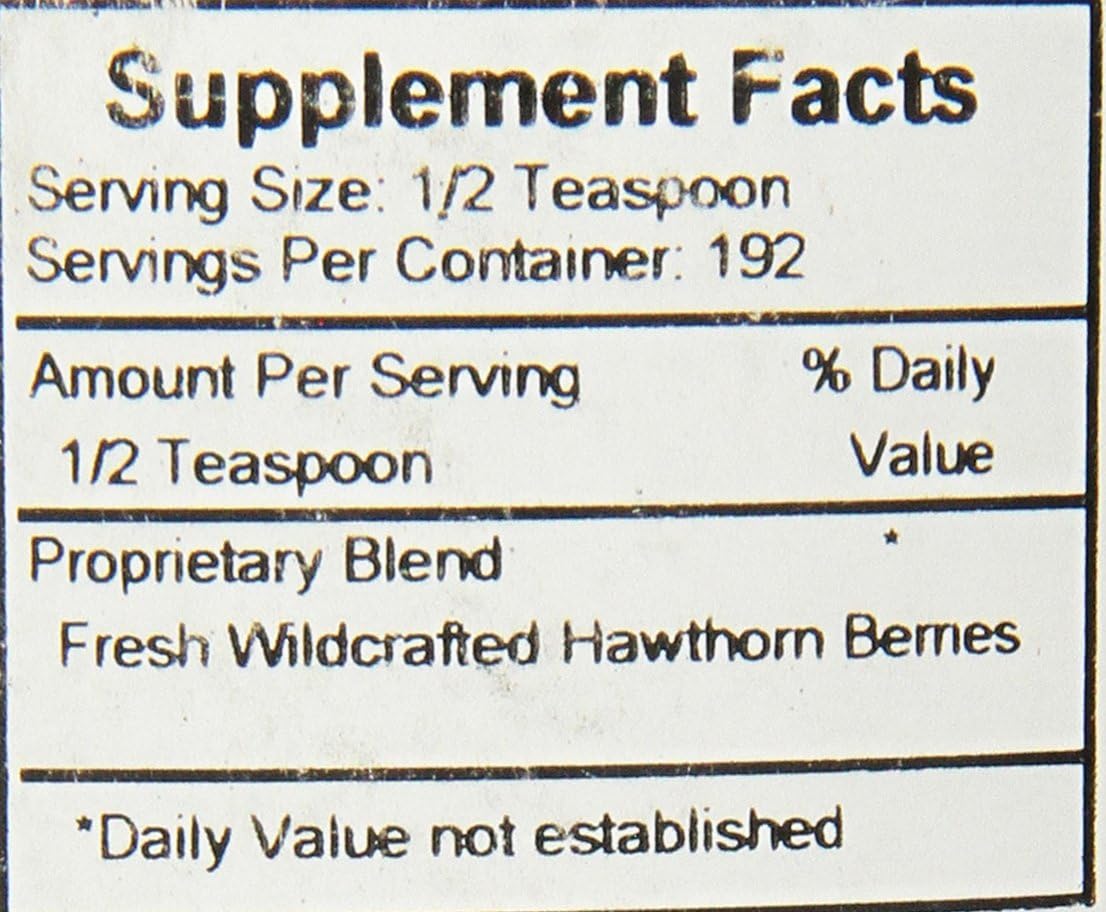 Supplement Facts
Serving Size: 1/2 Teaspoon
Servings Per Container: 192
Amount Per Serving % Daily
1/2 Teaspoon Value
Proprietary Blend *
Fresh Wildcrafted Hawthorn Berries
*Daily Value not established